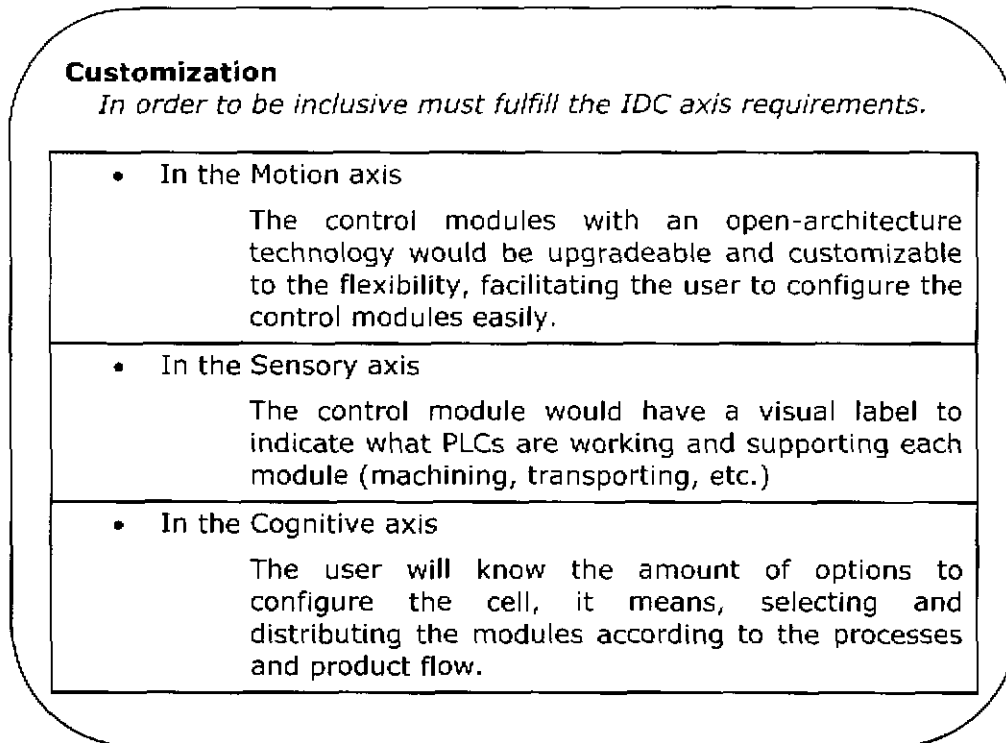 Customization
In order to be inclusive must fulfill the IDC axis requirements.
• In the Motion axis
The control modules with an open-architecture
technology would be upgradeable and customizable
to the flexibility, facilitating the user to configure the
control modules easily.
• In the Sensory axis
The control module would have a visual label to
indicate what PLCs are working and supporting each
module (machining, transporting, etc.)
• In the Cognitive axis
The user will know the amount of options to
configure the cell, it means, selecting and
distributing the modules according to the processes
and product flow.